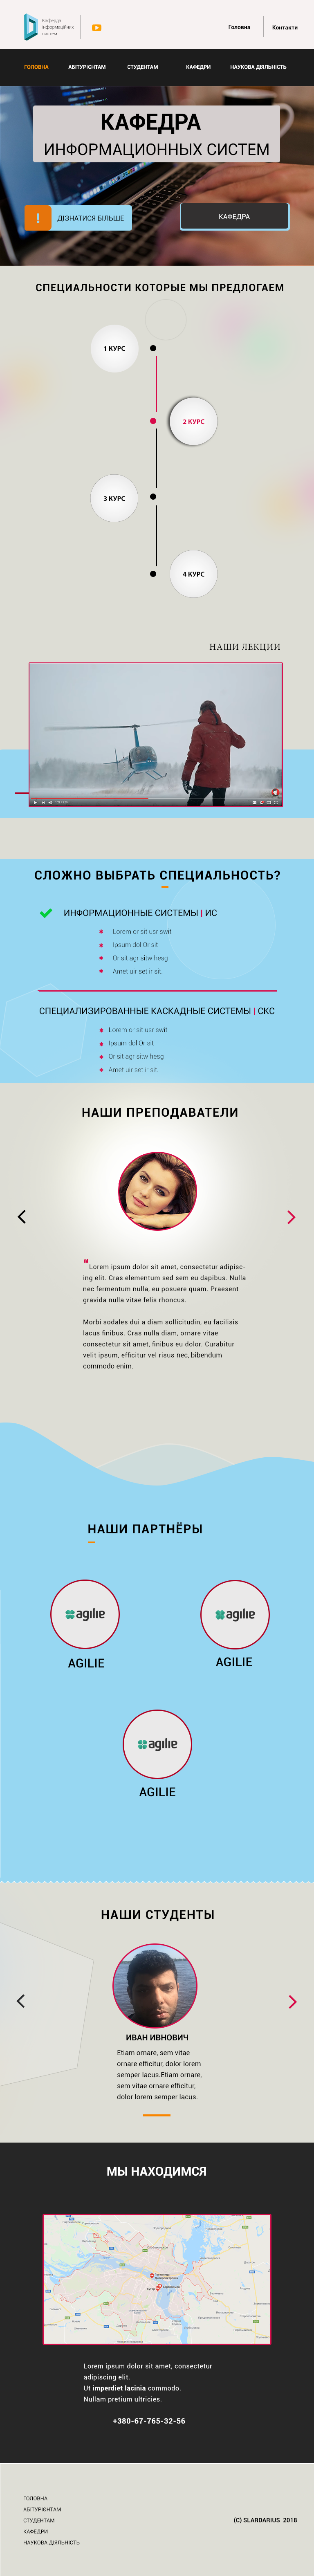 Кафедра
інформаційних
систем
Головна
Контакти
ГОЛОВНА
АБІТУРІЄНТАМ
СТУДЕНТАМ
КАФЕДРИ
НАУКОВА ДІЯЛЬНІСТЬ
КАФЕДРА
ИНФОРМАЦИОННИХ СИСТЕМ
! ДІЗНАТИСЯ БІЛЬШЕ
КАФЕДРА
СПЕЦИАЛЬНОСТИ КОТОРЫЕ МЫ ПРЕДЛОГАЕМ
1 КУРС
2 КУРС
3 КУРС
4 КУРС
НАШИ ЛЕКЦИИ
СЛОЖНО ВЫБРАТЬ СПЕЦИАЛЬНОСТЬ?
ИНФОРМАЦИОННЫЕ СИСТЕМЫ | ИС
Lorem or sit usr swit
Ipsum dol Or sit
Or sit agr sitw hesg
Amet uir set ir sit.
СПЕЦИАЛИЗИРОВАННЫЕ КАСКАДНЫЕ СИСТЕМЫ | СКС
Lorem or sit usr swit
Ipsum dol Or sit
Or sit agr sitw hesg
Amet uir set ir sit.
НАШИ ПРЕПОДАВАТЕЛИ
" Lorem ipsum dolor sit amet, consectetur adipisc-
ing elit. Cras elementum sed sem eu dapibus. Nulla
nec fermentum nulla, eu posuere quam. Praesent
gravida nulla vitae felis rhoncus.
Morbi sodales dui a diam sollicitudin, eu facilisis
lacus finibus. Cras nulla diam, ornare vitae
consectetur sit amet, finibus eu dolor. Curabitur
velit ipsum, efficitur vel risus nec, bibendum
commodo enim.
НАШИ ПАРТНЁРЫ
agilie
agilie
AGILIE
AGILIE
agilie
AGILIE
НАШИ СТУДЕНТЫ
ИВАН ИВНОВИЧ
Etiam ornare, sem vitae
ornare efficitur, dolor lorem
semper lacus.Etiam ornare,
sem vitae ornare efficitur,
dolor lorem semper lacus.
МЫ НАХОДИМСЯ
Lorem ipsum dolor sit amet, consectetur
adipiscing elit.
Ut imperdiet lacinia commodo.
Nullam pretium ultricies.
+380-67-765-32-56
ГОЛОВНА
АБІТУРІЄНТАМ
СТУДЕНТАМ
КАФЕДРИ
НАУКОВА ДІЯЛЬНІСТЬ
(C) SLARDARIUS 2018